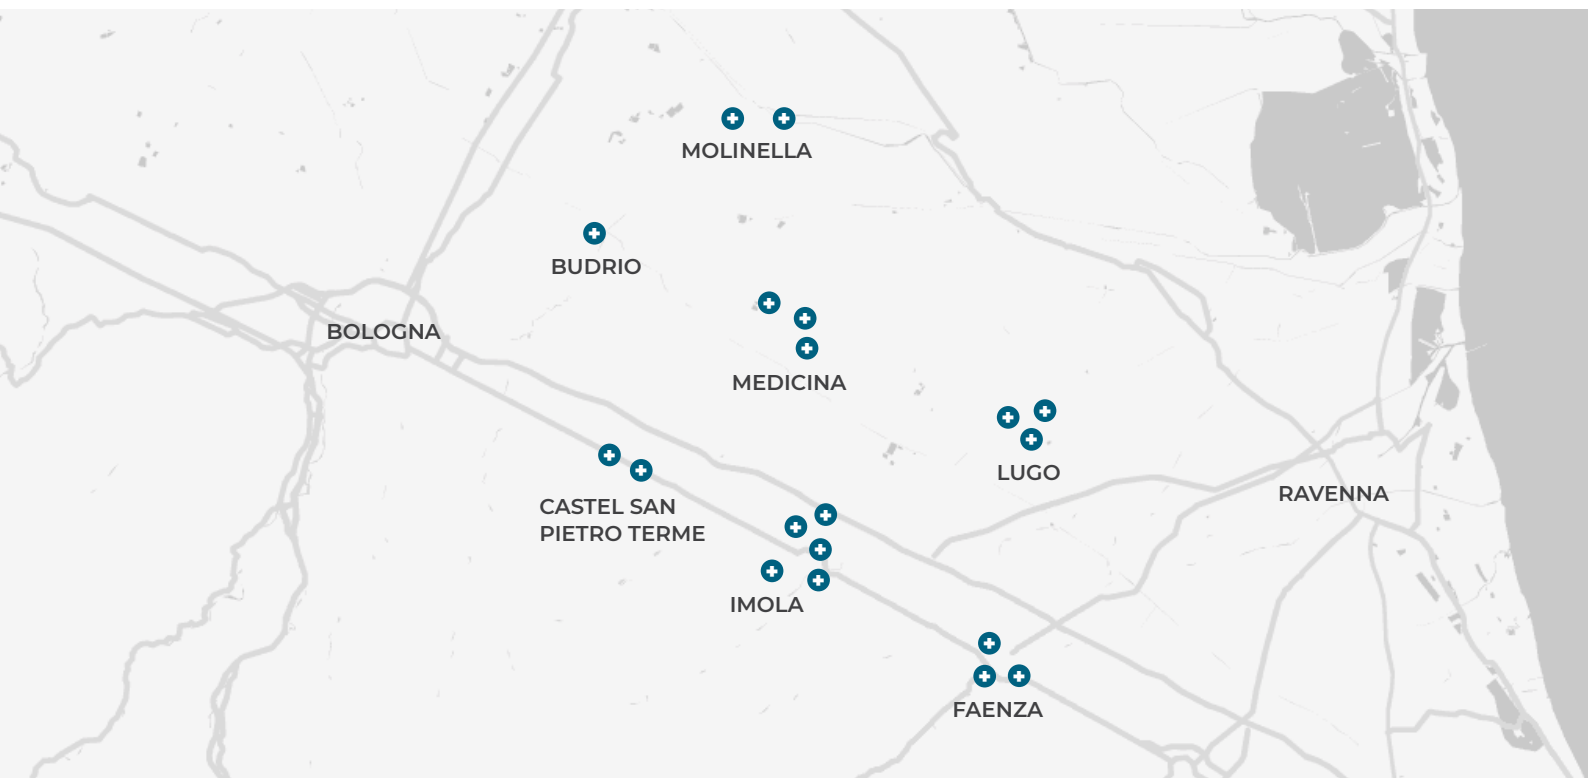 MOLINELLA
BUDRIO
BOLOGNA
MEDICINA
LUGO
RAVENNA
CASTEL SAN
PIETRO TERME
IMOLA
FAENZA